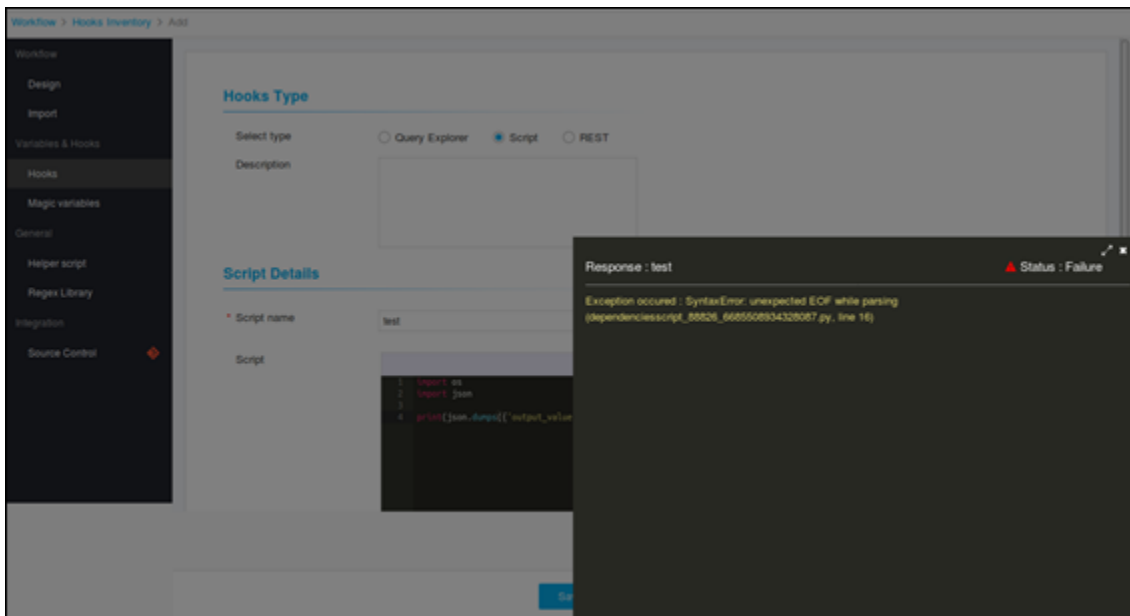 Workflow > Hooks Inventory > Add
Workflow
Design
Import
Variables & Hooks
Hooks
Magic variables
General
Helper script
Regex Library
Integration
Source Control
Hooks Type
Select type
Query Explorer Script REST
Description
Script Details
* Script name test
Script
1 import os
2 import json
3
4 print(json.dumps([{'output_value
Response : test
Status : Failure
Exception occured : SyntaxError: unexpected EOF while parsing
(dependenciesscript_88826_6685508934328087.py, line 16)